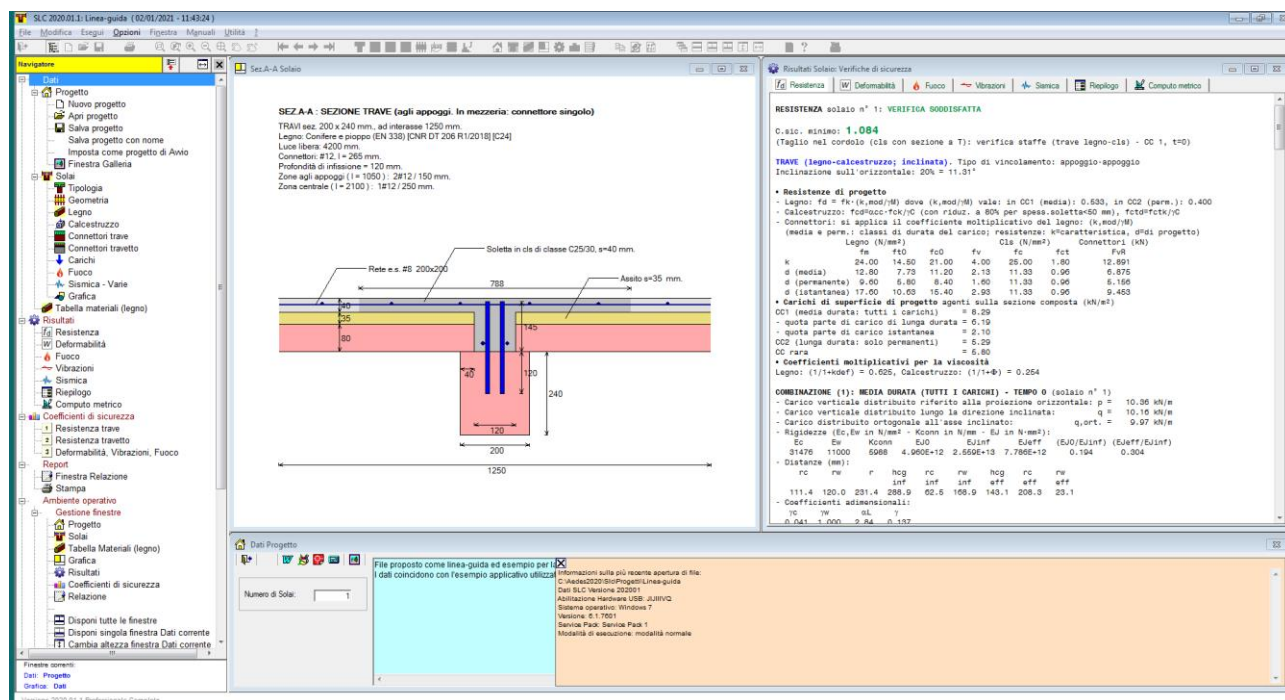 SLC 2020.01.1: Linea-guida (02/01/2021 - 11:43:24)
File Modifica Esegui Opzioni Finestra Manuali Utilità ?
Navigatore
Dati
Progetto
Nuovo progetto
Apri progetto
Salva progetto
Salva progetto con nome
Imposta come progetto di Avvio
Finestra Galleria
Solai
Tipologia
Geometria
Legno
Calcestruzzo
Connettori trave
Connettori travetto
Carichi
Fuoco
Sismica - Varie
Grafica
Tabella materiali (legno)
Risultati
Resistenza
Deformabilità
Fuoco
Vibrazioni
Sismica
Riepilogo
Computo metrico
Coefficienti di sicurezza
1 Resistenza trave
2 Resistenza travetto
3 Deformabilità, Vibrazioni, Fuoco
Report
Finestra Relazione
Stampa
Ambiente operativo
Gestione finestre
Progetto
Solai
Tabella Materiali (legno)
Grafica
Risultati
Coefficienti di sicurezza
Relazione
Disponi tutte le finestre
Disponi singola finestra Dati corrente
Cambia altezza finestra Dati corrente
Finestre correnti:
Dati: Progetto
Grafica: Dati
Versione 2020.01.1 Professionale Completo
Sez.A-A Solaio
SEZ.A-A : SEZIONE TRAVE (agli appoggi. In mezzeria: connettore singolo)
TRAVI sez. 200 x 240 mm., ad interasse 1250 mm.
Legno: Conifere e pioppo (EN 338) [CNR DT 206 R1/2018] [C24]
Luce libera: 4200 mm.
Connettori: #12, l = 265 mm.
Profondità di infissione = 120 mm.
Zone agli appoggi ( l = 1050 ) : 2#12 / 150 mm.
Zona centrale ( l = 2100 ) : 1#12 / 250 mm.
Soletta in cls di classe C25/30, s=40 mm.
Rete e.s. #8 200x200
Assito s=35 mm.
788
40
35
80
145
120
40
240
120
200
1250
Risultati Solaio: Verifiche di sicurezza
fd Resistenza W Deformabilità Fuoco Vibrazioni Sismica Riepilogo Computo metrico
RESISTENZA solaio n° 1: VERIFICA SODDISFATTA
C.sic. minimo: 1.084
(Taglio nel cordolo (cls con sezione a T): verifica staffe (trave legno-cls) - CC 1, t=0)
TRAVE (legno-calcestruzzo; inclinata). Tipo di vincolamento: appoggio-appoggio
Inclinazione sull'orizzontale: 20% = 11.31°
• Resistenze di progetto
- Legno: fd = fk·(k,mod/γM) dove (k,mod/γM) vale: in CC1 (media): 0.533, in CC2 (perm.): 0.400
- Calcestruzzo: fcd=αcc·fck/γC (con riduz. a 80% per spess.soletta<50 mm), fctd=fctk/γC
- Connettori: si applica il coefficiente moltiplicativo del legno: (k,mod/γM)
(media e perm.: classi di durata del carico; resistenze: k=caratteristica, d=di progetto)
Legno (N/mm²) Cls (N/mm²) Connettori (kN)
fm ft0 fc0 fv fc fct FvR
k 24.00 14.50 21.00 4.00 25.00 1.80 12.891
d (media) 12.80 7.73 11.20 2.13 11.33 0.96 6.875
d (permanente) 9.60 5.80 8.40 1.60 11.33 0.96 5.156
d (istantanea) 17.60 10.63 15.40 2.93 11.33 0.96 9.453
• Carichi di superficie di progetto agenti sulla sezione composta (kN/m²)
CC1 (media durata: tutti i carichi) = 8.29
- quota parte di carico di lunga durata = 6.19
- quota parte di carico istantanea = 2.10
CC2 (lunga durata: solo permanenti) = 5.29
CC rara = 5.80
• Coefficienti moltiplicativi per la viscosità
Legno: (1/1+kdef) = 0.625, Calcestruzzo: (1/1+Φ) = 0.254
COMBINAZIONE (1): MEDIA DURATA (TUTTI I CARICHI) - TEMPO 0 (solaio n° 1)
- Carico verticale distribuito riferito alla proiezione orizzontale: p = 10.36 kN/m
- Carico verticale distribuito lungo la direzione inclinata: q = 10.16 kN/m
- Carico distribuito ortogonale all'asse inclinato: q,ort. = 9.97 kN/m
- Rigidezze (Ec,Ew in N/mm² - Kconn in N/mm - EJ in N·mm²):
Ec Ew Kconn EJ0 EJinf EJeff (EJ0/EJinf) (EJeff/EJinf)
31476 11000 5988 4.960E+12 2.559E+13 7.786E+12 0.194 0.304
- Distanze (mm):
rc rw r hcg rc rw hcg rc rw
inf inf inf eff eff eff
111.4 120.0 231.4 288.9 62.5 168.9 143.1 208.3 23.1
- Coefficienti adimensionali:
γc γw αL γ
0.041 1.000 2.84 0.137
Dati Progetto
Numero di Solai: 1
File proposto come linea-guida ed esempio per la
I dati coincidono con l'esempio applicativo utilizzat
Informazioni sulla più recente apertura di file:
C:\Aedes2020\Slc\Progetti\Linea-guida
Dati SLC Versione 202001
Abilitazione Hardware USB: JIJIIVQ
Sistema operativo: Windows 7
Versione: 6.1.7601
Service Pack: Service Pack 1
Modalità di esecuzione: modalità normale